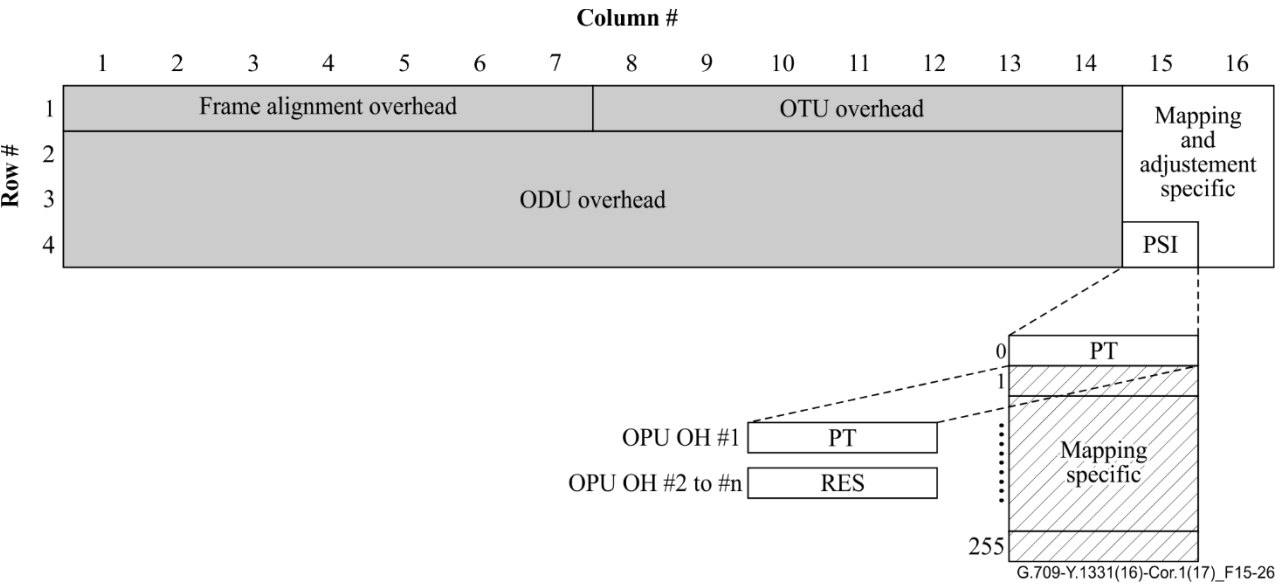 Column #
1 2 3 4 5 6 7 8 9 10 11 12 13 14 15 16
Row #
1 Frame alignment overhead OTU overhead
Mapping
and
adjustement
specific
2
3 ODU overhead
4 PSI
0 PT
1
OPU OH #1 PT
Mapping
specific
OPU OH #2 to #n RES
255
G.709-Y.1331(16)-Cor.1(17)_F15-26